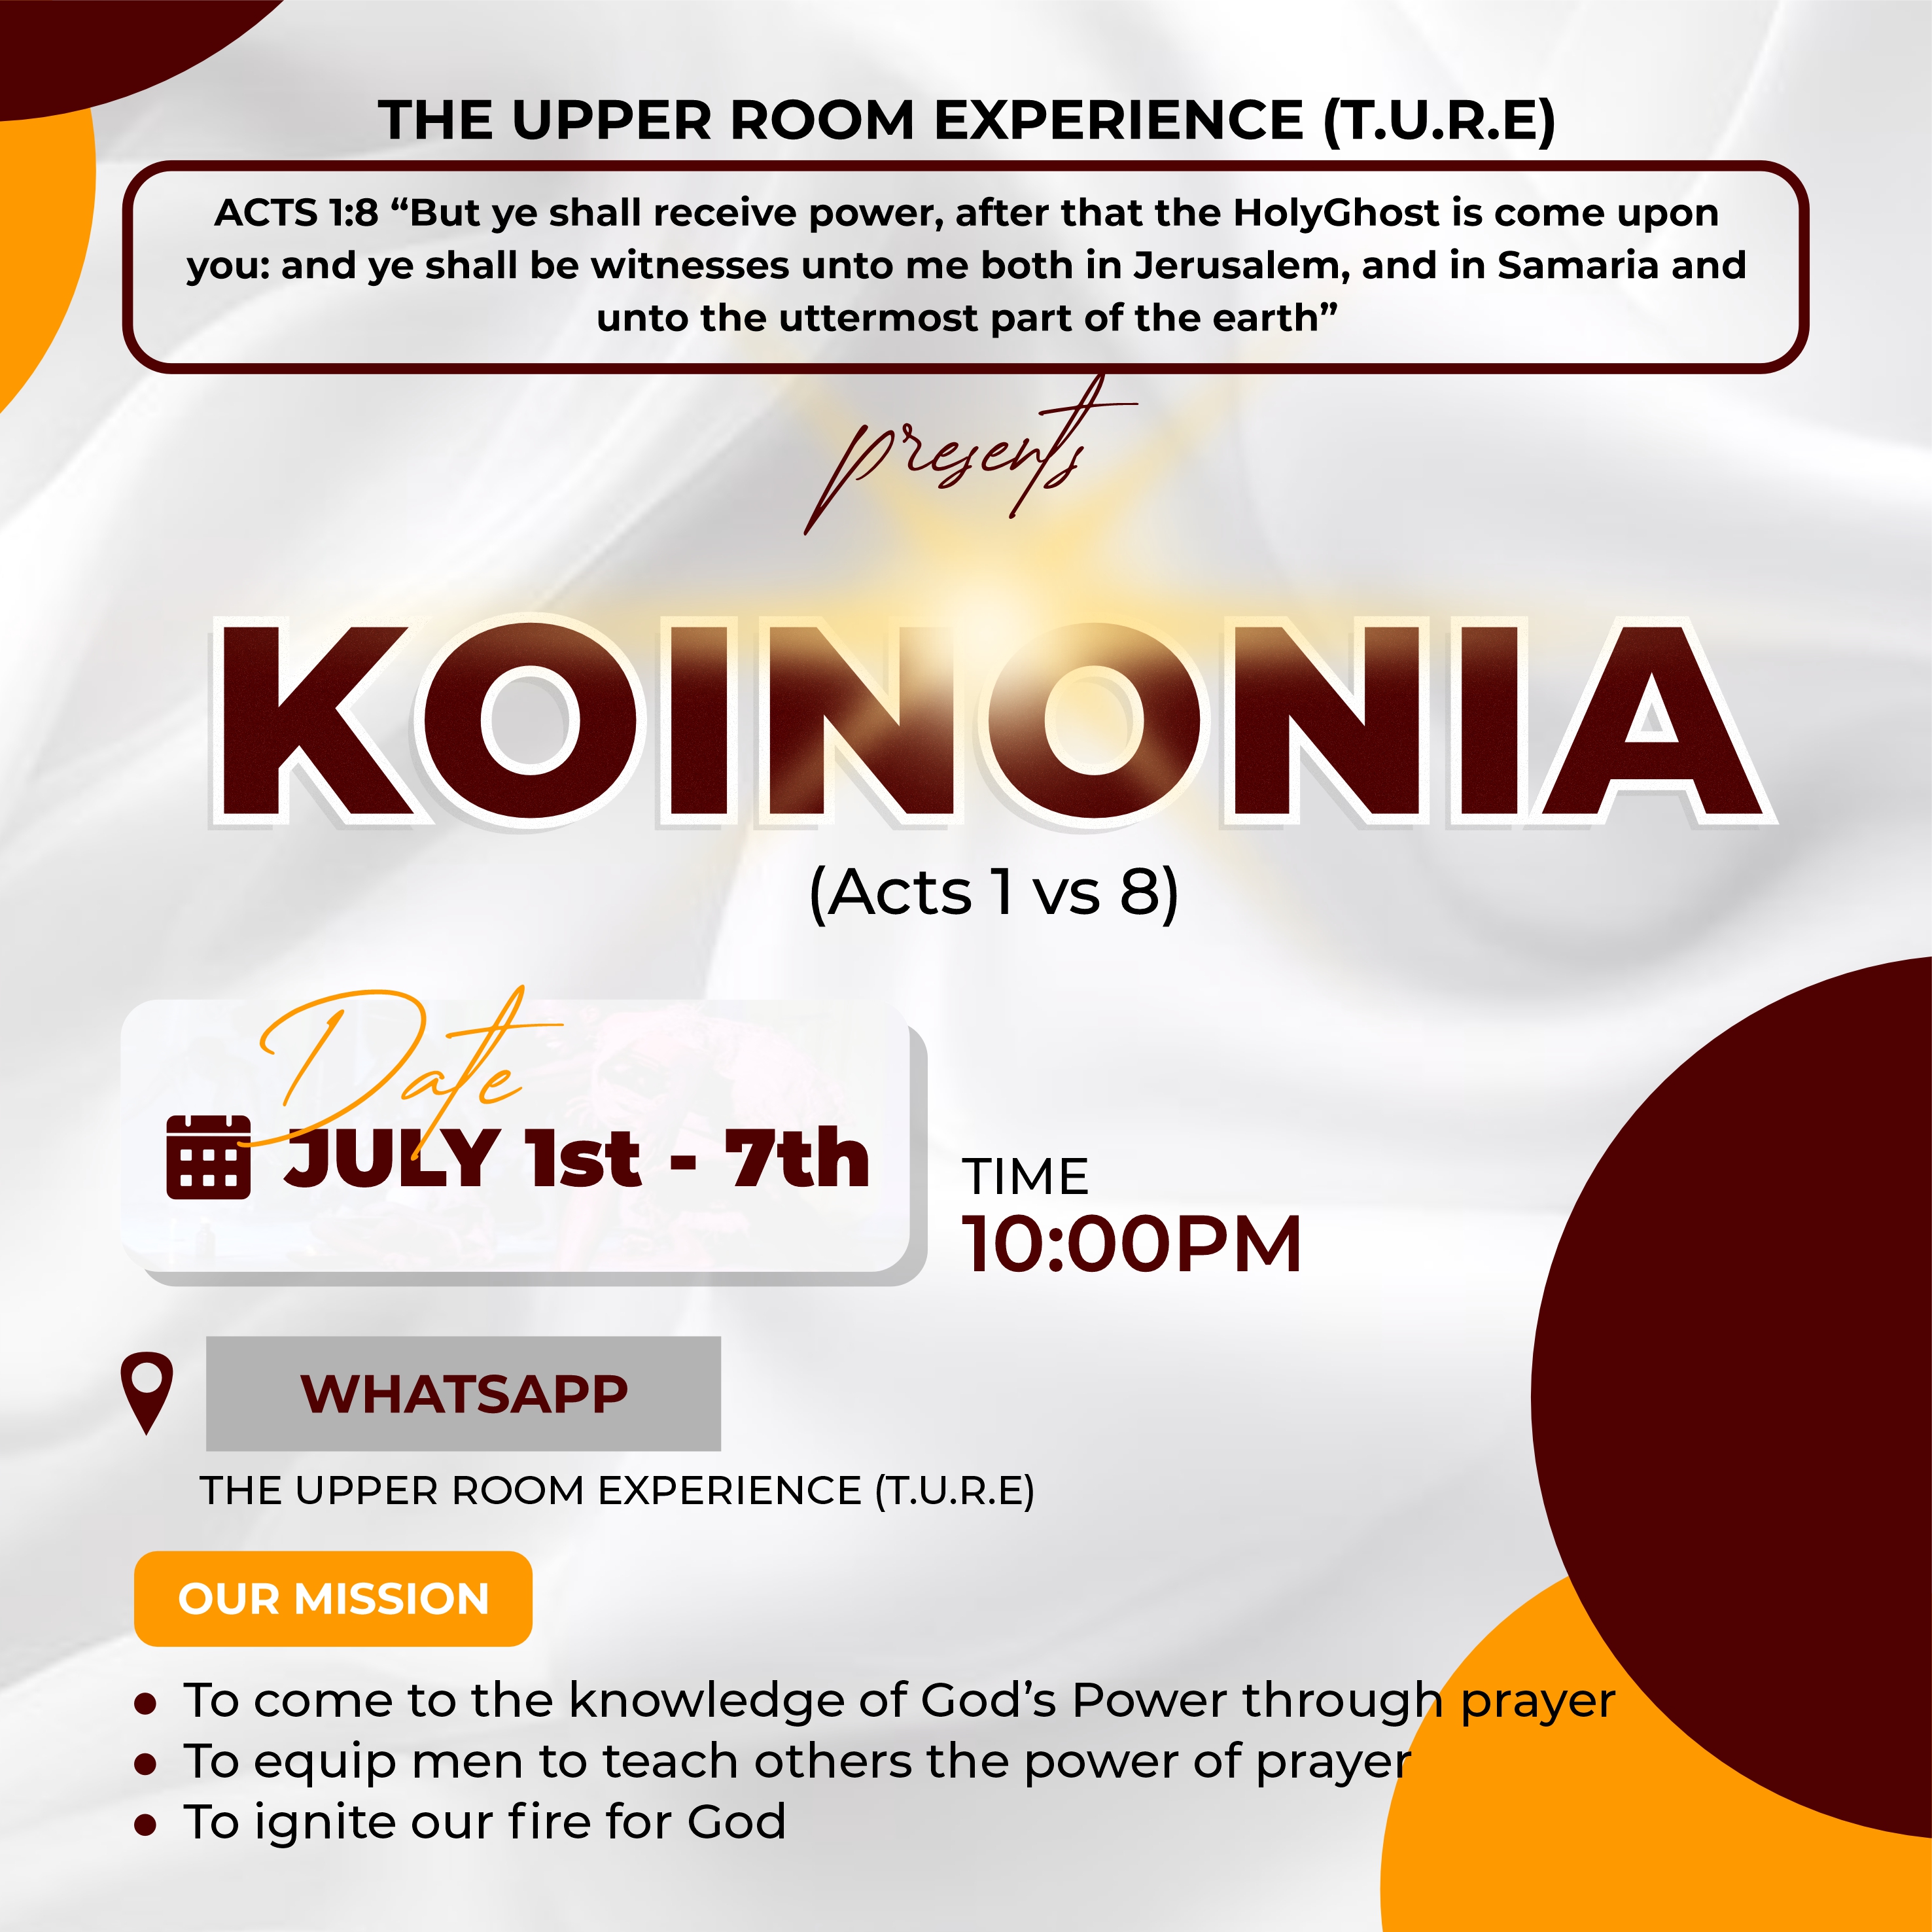 THE UPPER ROOM EXPERIENCE (T.U.R.E)
ACTS 1:8 “But ye shall receive power, after that the HolyGhost is come upon
you: and ye shall be witnesses unto me both in Jerusalem, and in Samaria and
unto the uttermost part of the earth”
presents
KOINONIA
(Acts 1 vs 8)
Date
JULY 1st - 7th
TIME
10:00PM
WHATSAPP
THE UPPER ROOM EXPERIENCE (T.U.R.E)
OUR MISSION
• To come to the knowledge of God’s Power through prayer
• To equip men to teach others the power of prayer
• To ignite our fire for God